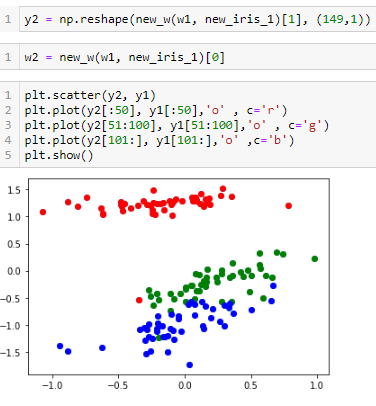 1 y2 = np.reshape(new_w(w1, new_iris_1)[1], (149,1))
1 w2 = new_w(w1, new_iris_1)[0]
1 plt.scatter(y2, y1)
2 plt.plot(y2[:50], y1[:50],'o' , c='r')
3 plt.plot(y2[51:100], y1[51:100],'o' , c='g')
4 plt.plot(y2[101:], y1[101:],'o' ,c='b')
5 plt.show()
1.5
1.0
0.5
0.0
−0.5
−1.0
−1.5
−1.0 −0.5 0.0 0.5 1.0